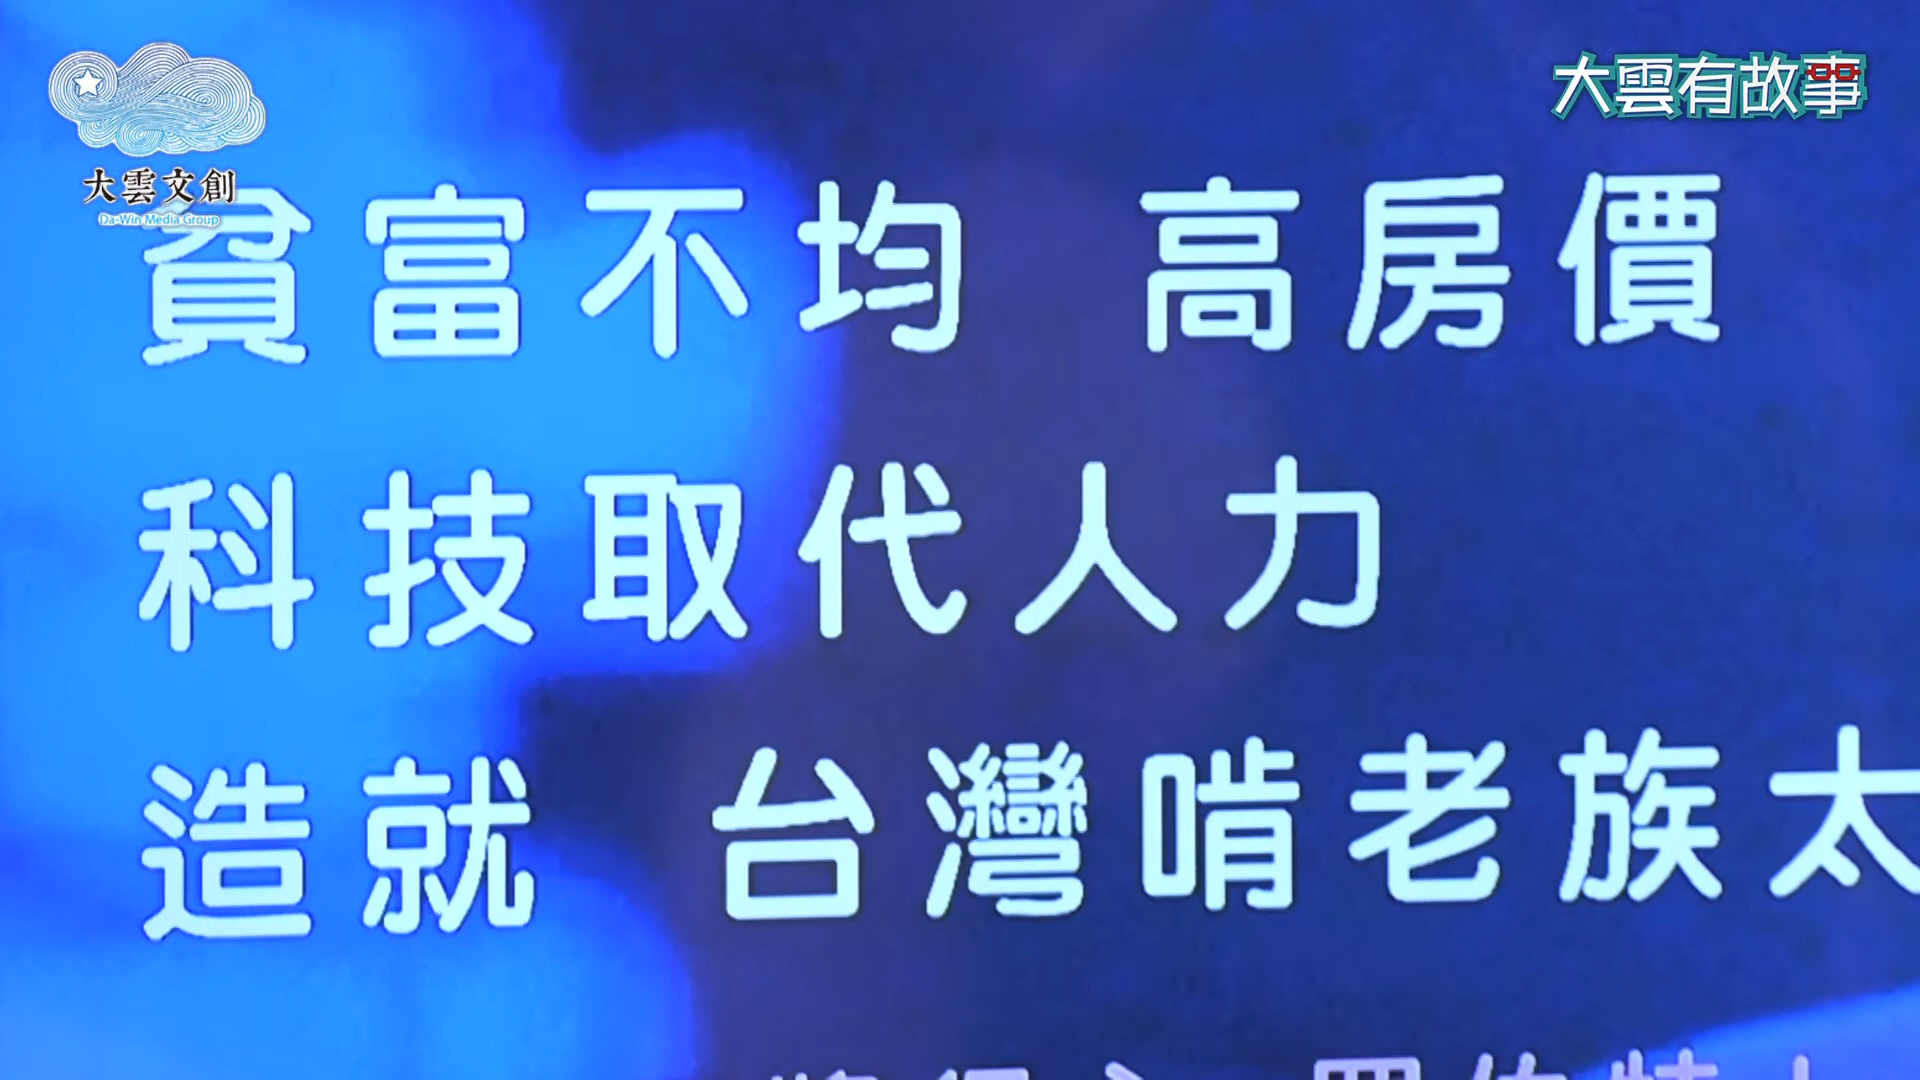 大雲文創
Da-Win Media Group
大雲有故事
貧富不均 高房價
科技取代人力
造就 台灣啃老族太